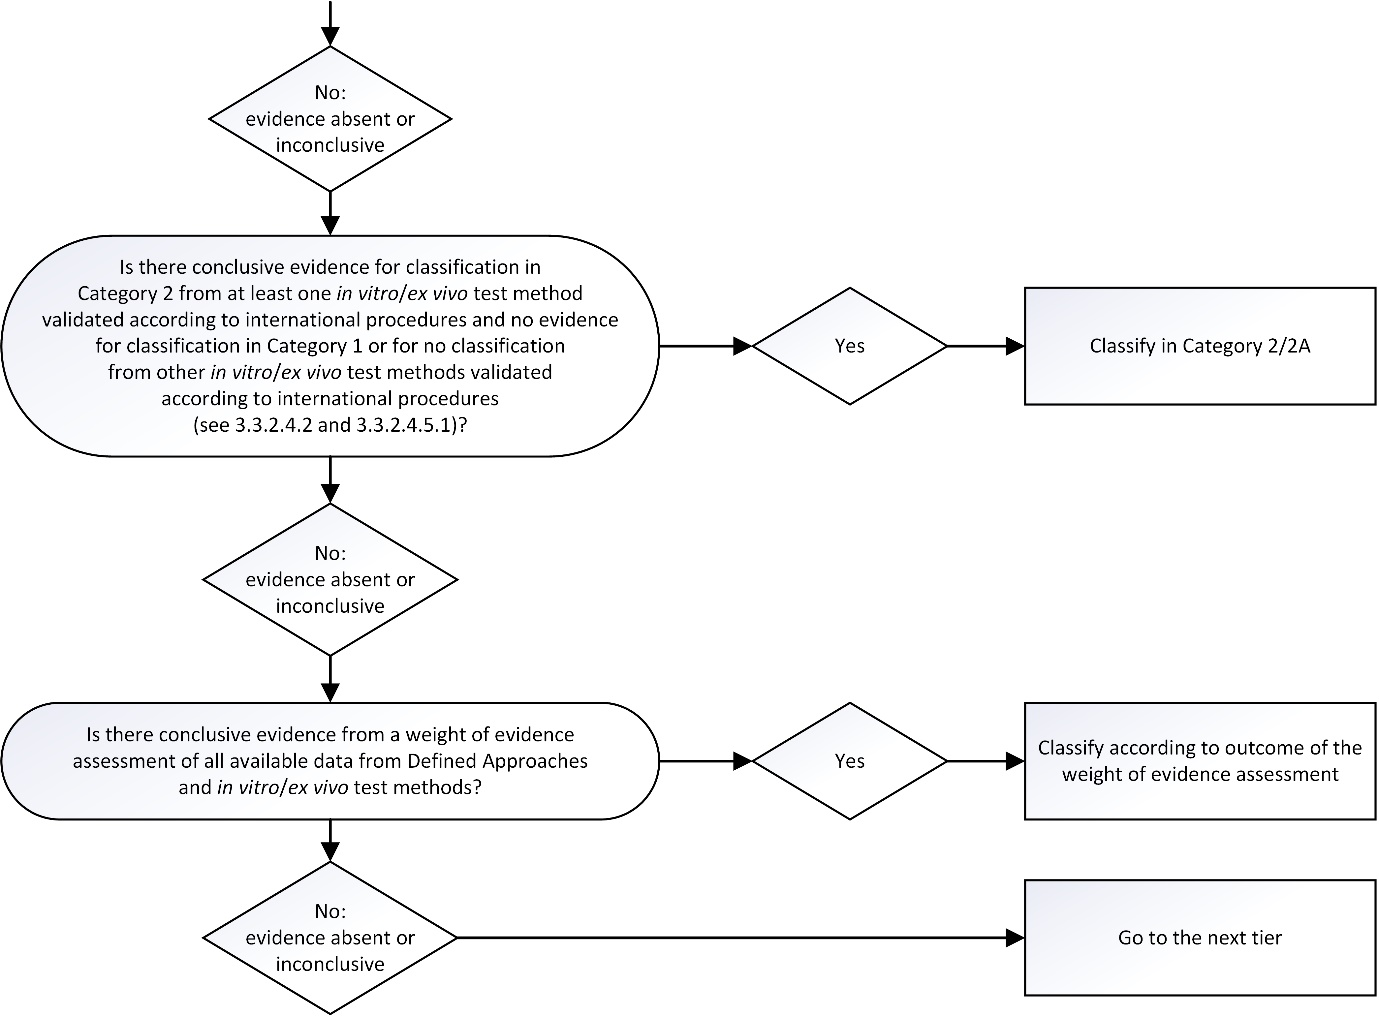 No:
evidence absent or
inconclusive
Is there conclusive evidence for classification in
Category 2 from at least one in vitro/ex vivo test method
validated according to international procedures and no evidence
for classification in Category 1 or for no classification
from other in vitro/ex vivo test methods validated
according to international procedures
(see 3.3.2.4.2 and 3.3.2.4.5.1)?
Yes
Classify in Category 2/2A
No:
evidence absent or
inconclusive
Is there conclusive evidence from a weight of evidence
assessment of all available data from Defined Approaches
and in vitro/ex vivo test methods?
Yes
Classify according to outcome of the
weight of evidence assessment
No:
evidence absent or
inconclusive
Go to the next tier